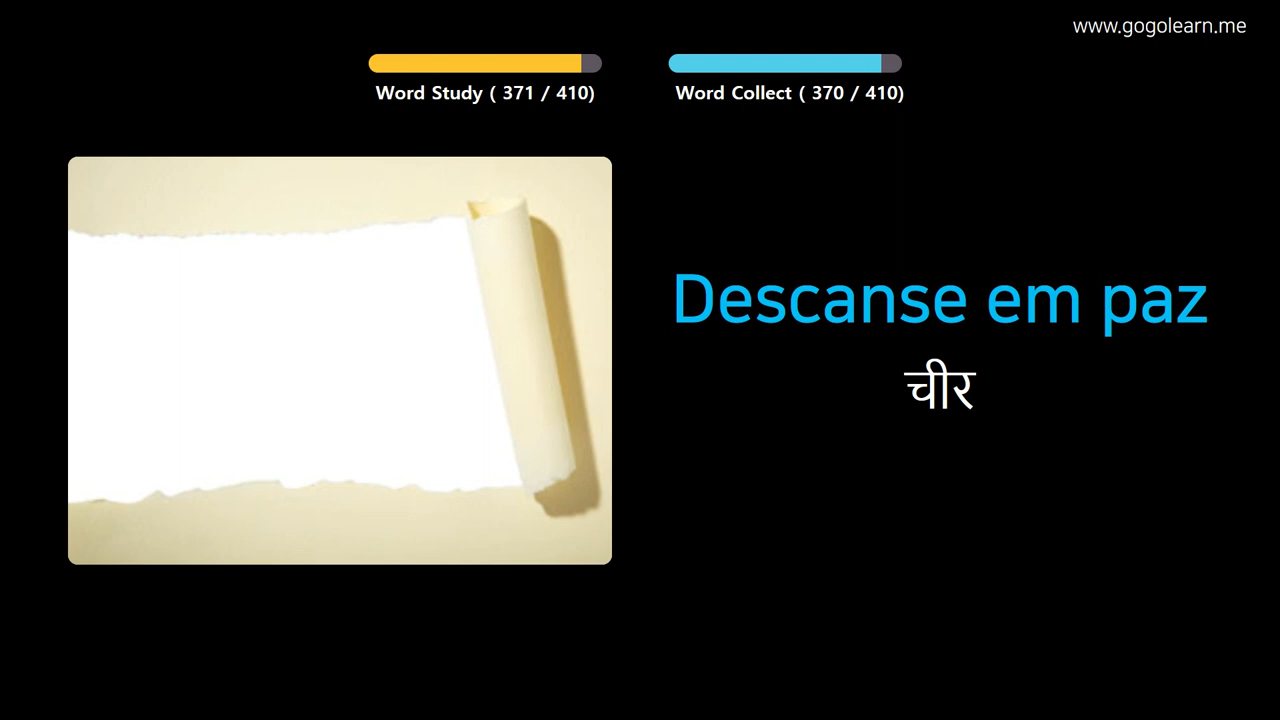 www.gogolearn.me
Word Study ( 371 / 410)
Word Collect ( 370 / 410)
Descanse em paz
चीर